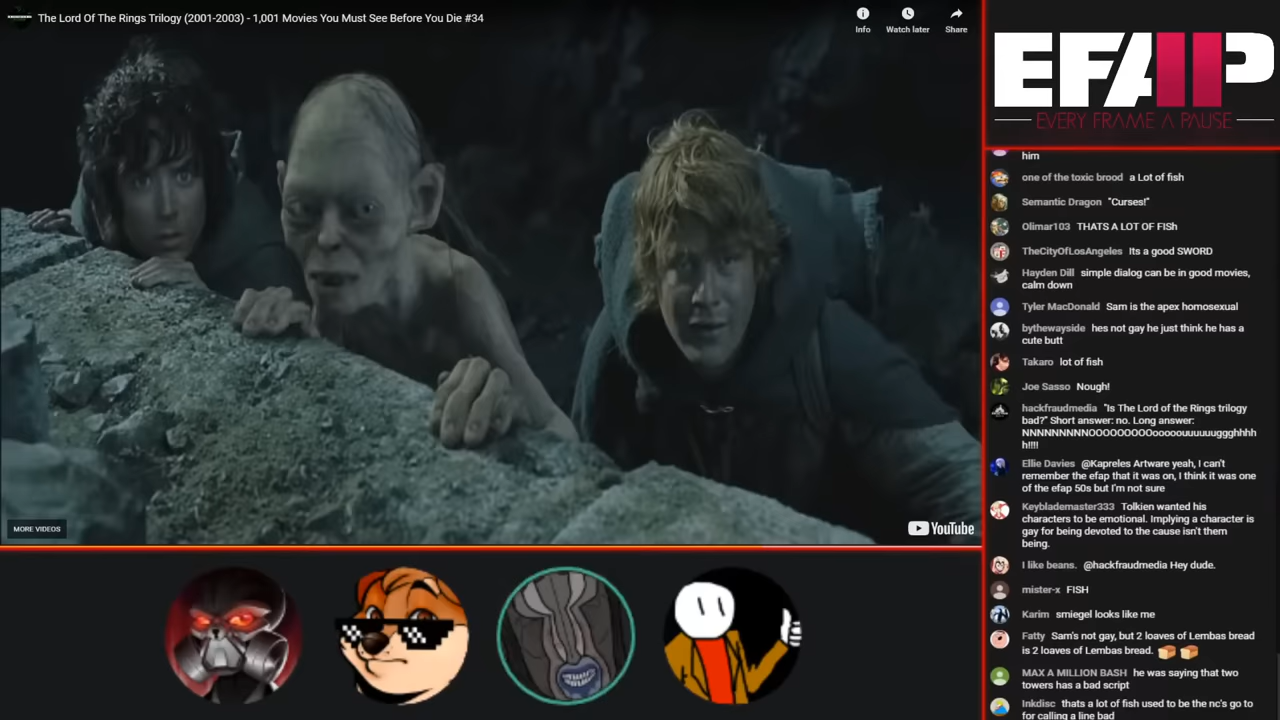 The Lord Of The Rings Trilogy (2001-2003) - 1,001 Movies You Must See Before You Die #34
Info
Watch later
Share
MORE VIDEOS
YouTube
EFAP
EVERY FRAME A PAUSE
him
one of the toxic brood a Lot of fish
Semantic Dragon "Curses!"
Olimar103 THATS A LOT OF FISh
TheCityOfLosAngeles Its a good SWORD
Hayden Dill simple dialog can be in good movies,
calm down
Tyler MacDonald Sam is the apex homosexual
bythewayside hes not gay he just think he has a
cute butt
Takaro lot of fish
Joe Sasso Nough!
hackfraudmedia "Is The Lord of the Rings trilogy
bad?" Short answer: no. Long answer:
NNNNNNNNNOOOOOOOOOooooouuuuuggghhhh
h!!!!
Ellie Davies @Kapreles Artware yeah, I can't
remember the efap that it was on, I think it was one
of the efap 50s but I'm not sure
Keyblademaster333 Tolkien wanted his
characters to be emotional. Implying a character is
gay for being devoted to the cause isn't them
being.
I like beans. @hackfraudmedia Hey dude.
mister-x FISH
Karim smiegel looks like me
Fatty Sam's not gay, but 2 loaves of Lembas bread
is 2 loaves of Lembas bread.
MAX A MILLION BASH he was saying that two
towers has a bad script
Inkdisc thats a lot of fish used to be the nc's go to
for calling a line bad